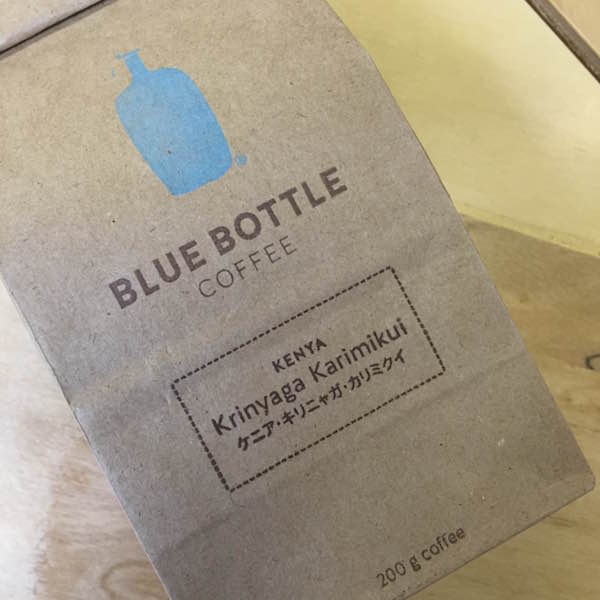 BLUE BOTTLE
COFFEE
KENYA
Krinyaga Karimikui
ケニア・キリニャガ・カリミクイ
200 g coffee